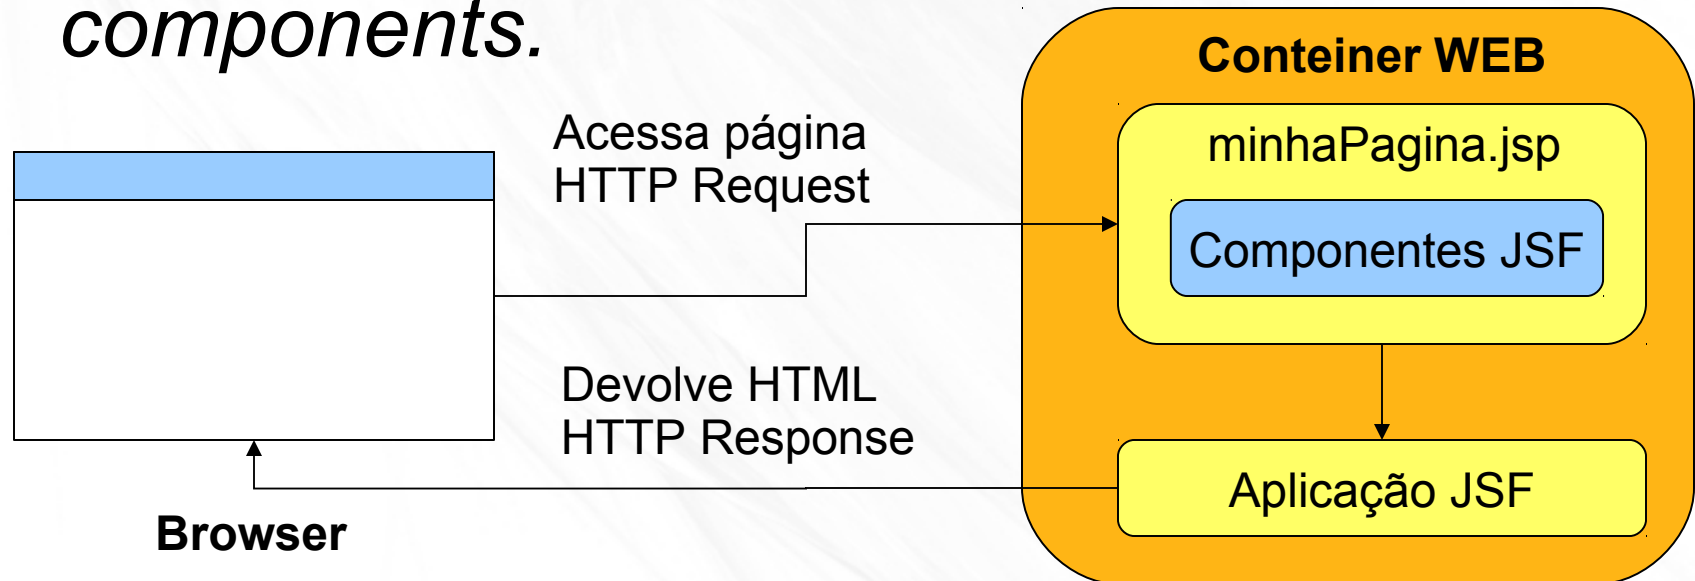 components.
Conteiner WEB
Acessa página
HTTP Request
minhaPagina.jsp
Componentes JSF
Devolve HTML
HTTP Response
Aplicação JSF
Browser